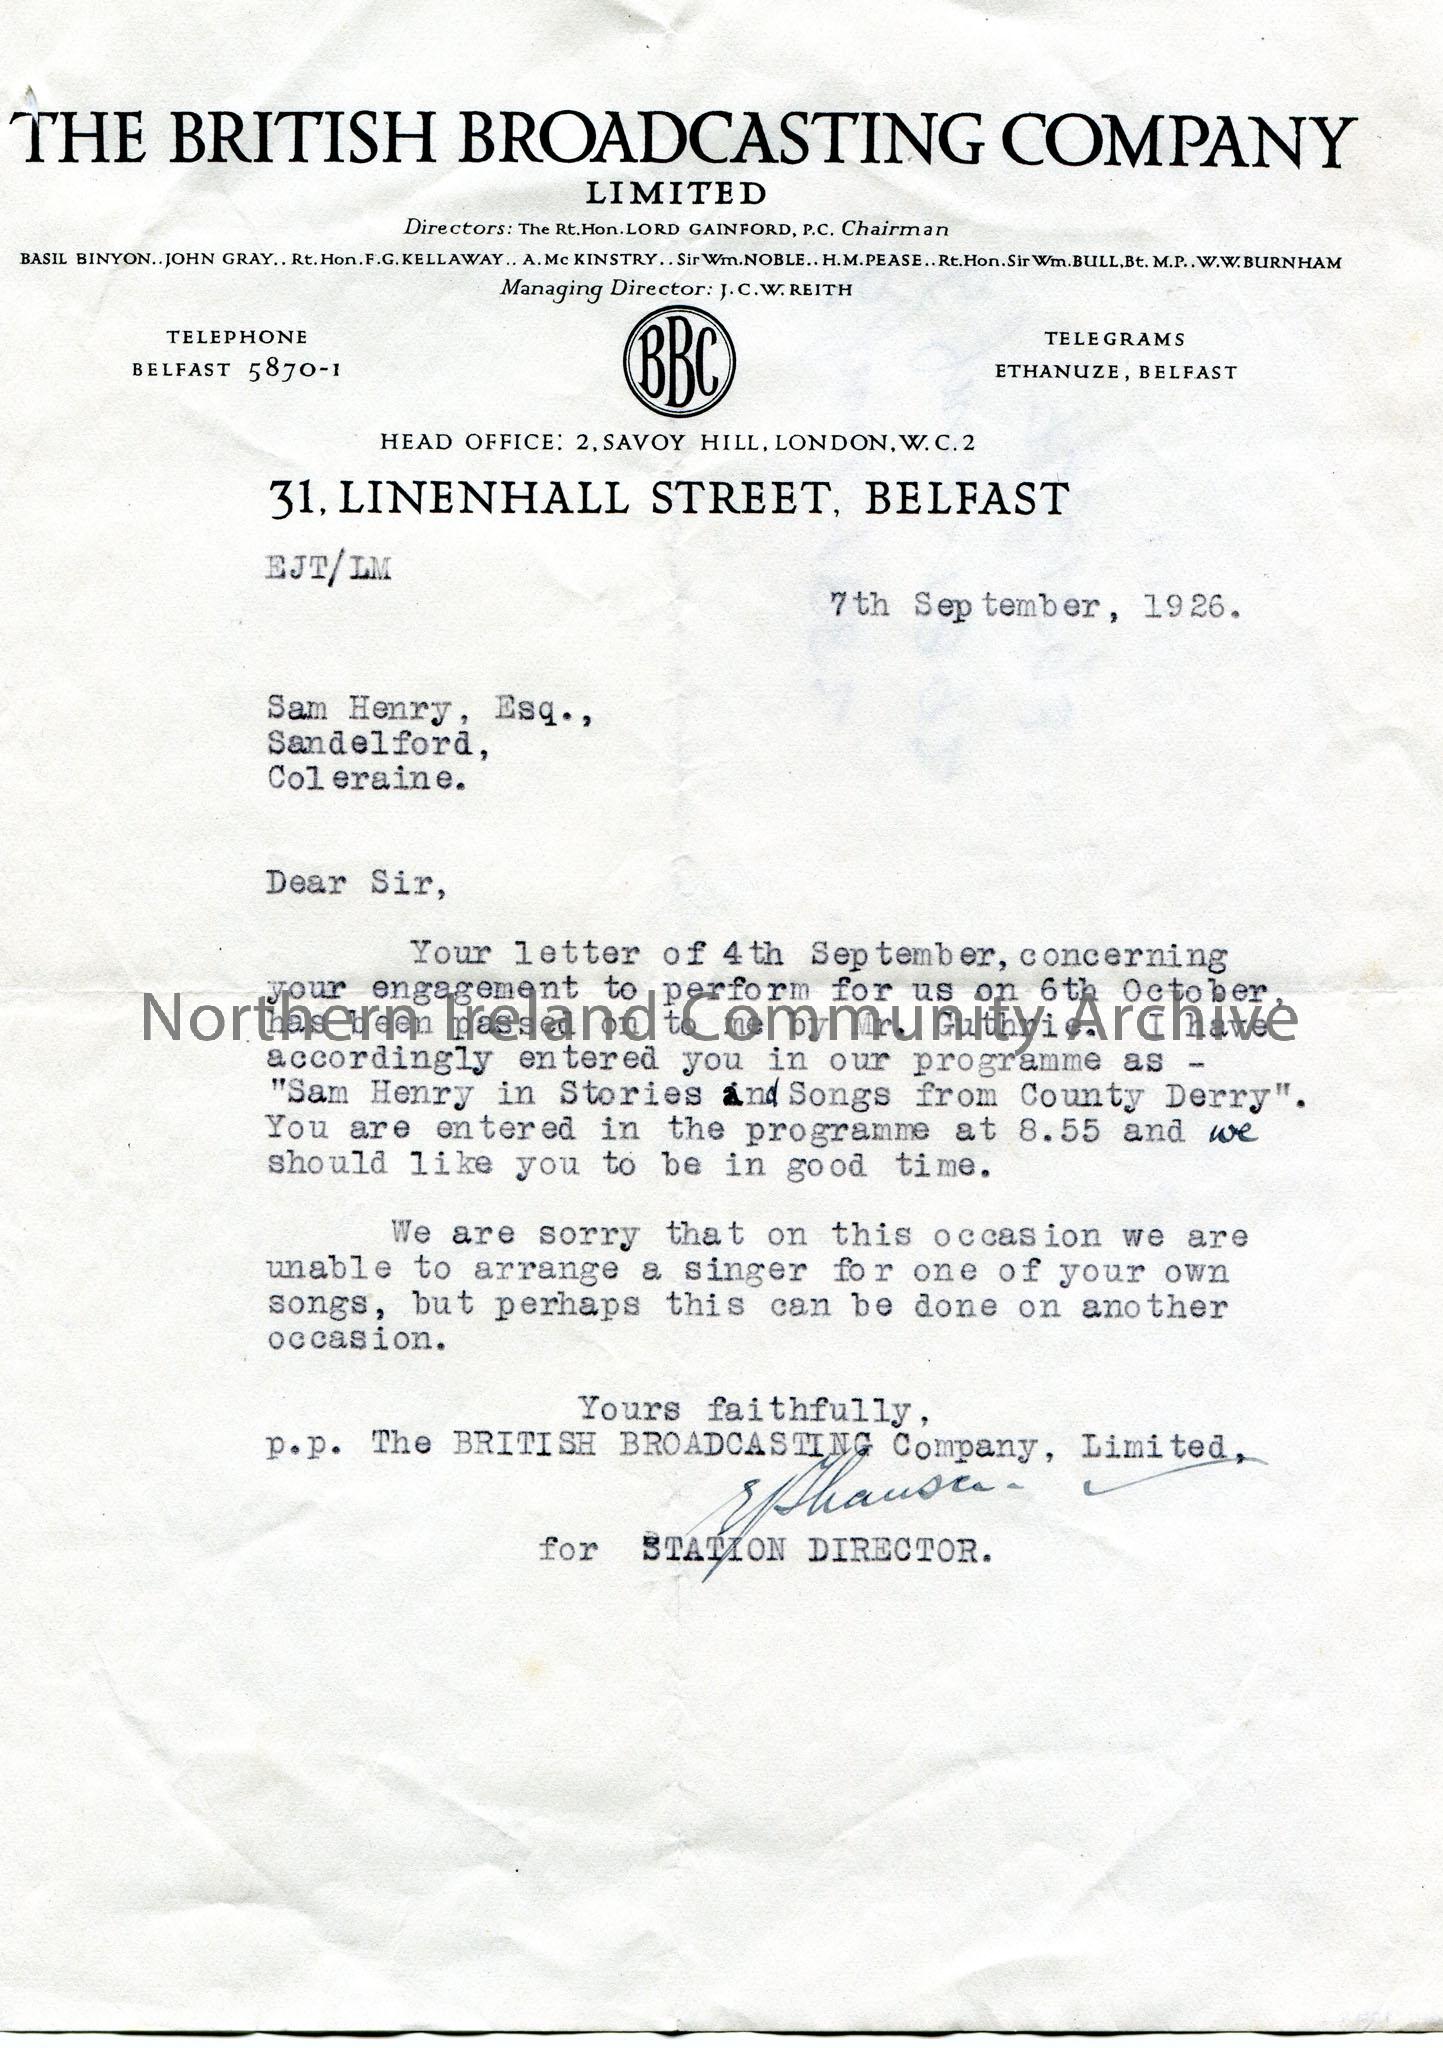 THE BRITISH BROADCASTING COMPANY
LIMITED
Directors: The Rt.Hon.LORD GAINFORD, P.C. Chairman
BASIL BINYON..JOHN GRAY..Rt.Hon.F.G.KELLAWAY..A.Mc KINSTRY..Sir Wm.NOBLE..H.M.PEASE..Rt.Hon.Sir Wm.BULL,Bt. M.P..W.W.BURNHAM
Managing Director: J.C.W.REITH
TELEPHONE
BELFAST 5870-1
BBC
TELEGRAMS
ETHANUZE, BELFAST
HEAD OFFICE: 2, SAVOY HILL, LONDON, W.C.2
31, LINENHALL STREET, BELFAST
EJT/LM
7th September, 1926.
Sam Henry, Esq.,
Sandelford,
Coleraine.
Dear Sir,
Your letter of 4th September, concerning
your engagement to perform for us on 6th October,
has been passed on to me by Mr. Guthrie. I have
Northern Ireland Community Archive
accordingly entered you in our programme as -
"Sam Henry in Stories and Songs from County Derry".
You are entered in the programme at 8.55 and we
should like you to be in good time.
We are sorry that on this occasion we are
unable to arrange a singer for one of your own
songs, but perhaps this can be done on another
occasion.
Yours faithfully,
p.p. The BRITISH BROADCASTING Company, Limited,
for STATION DIRECTOR.